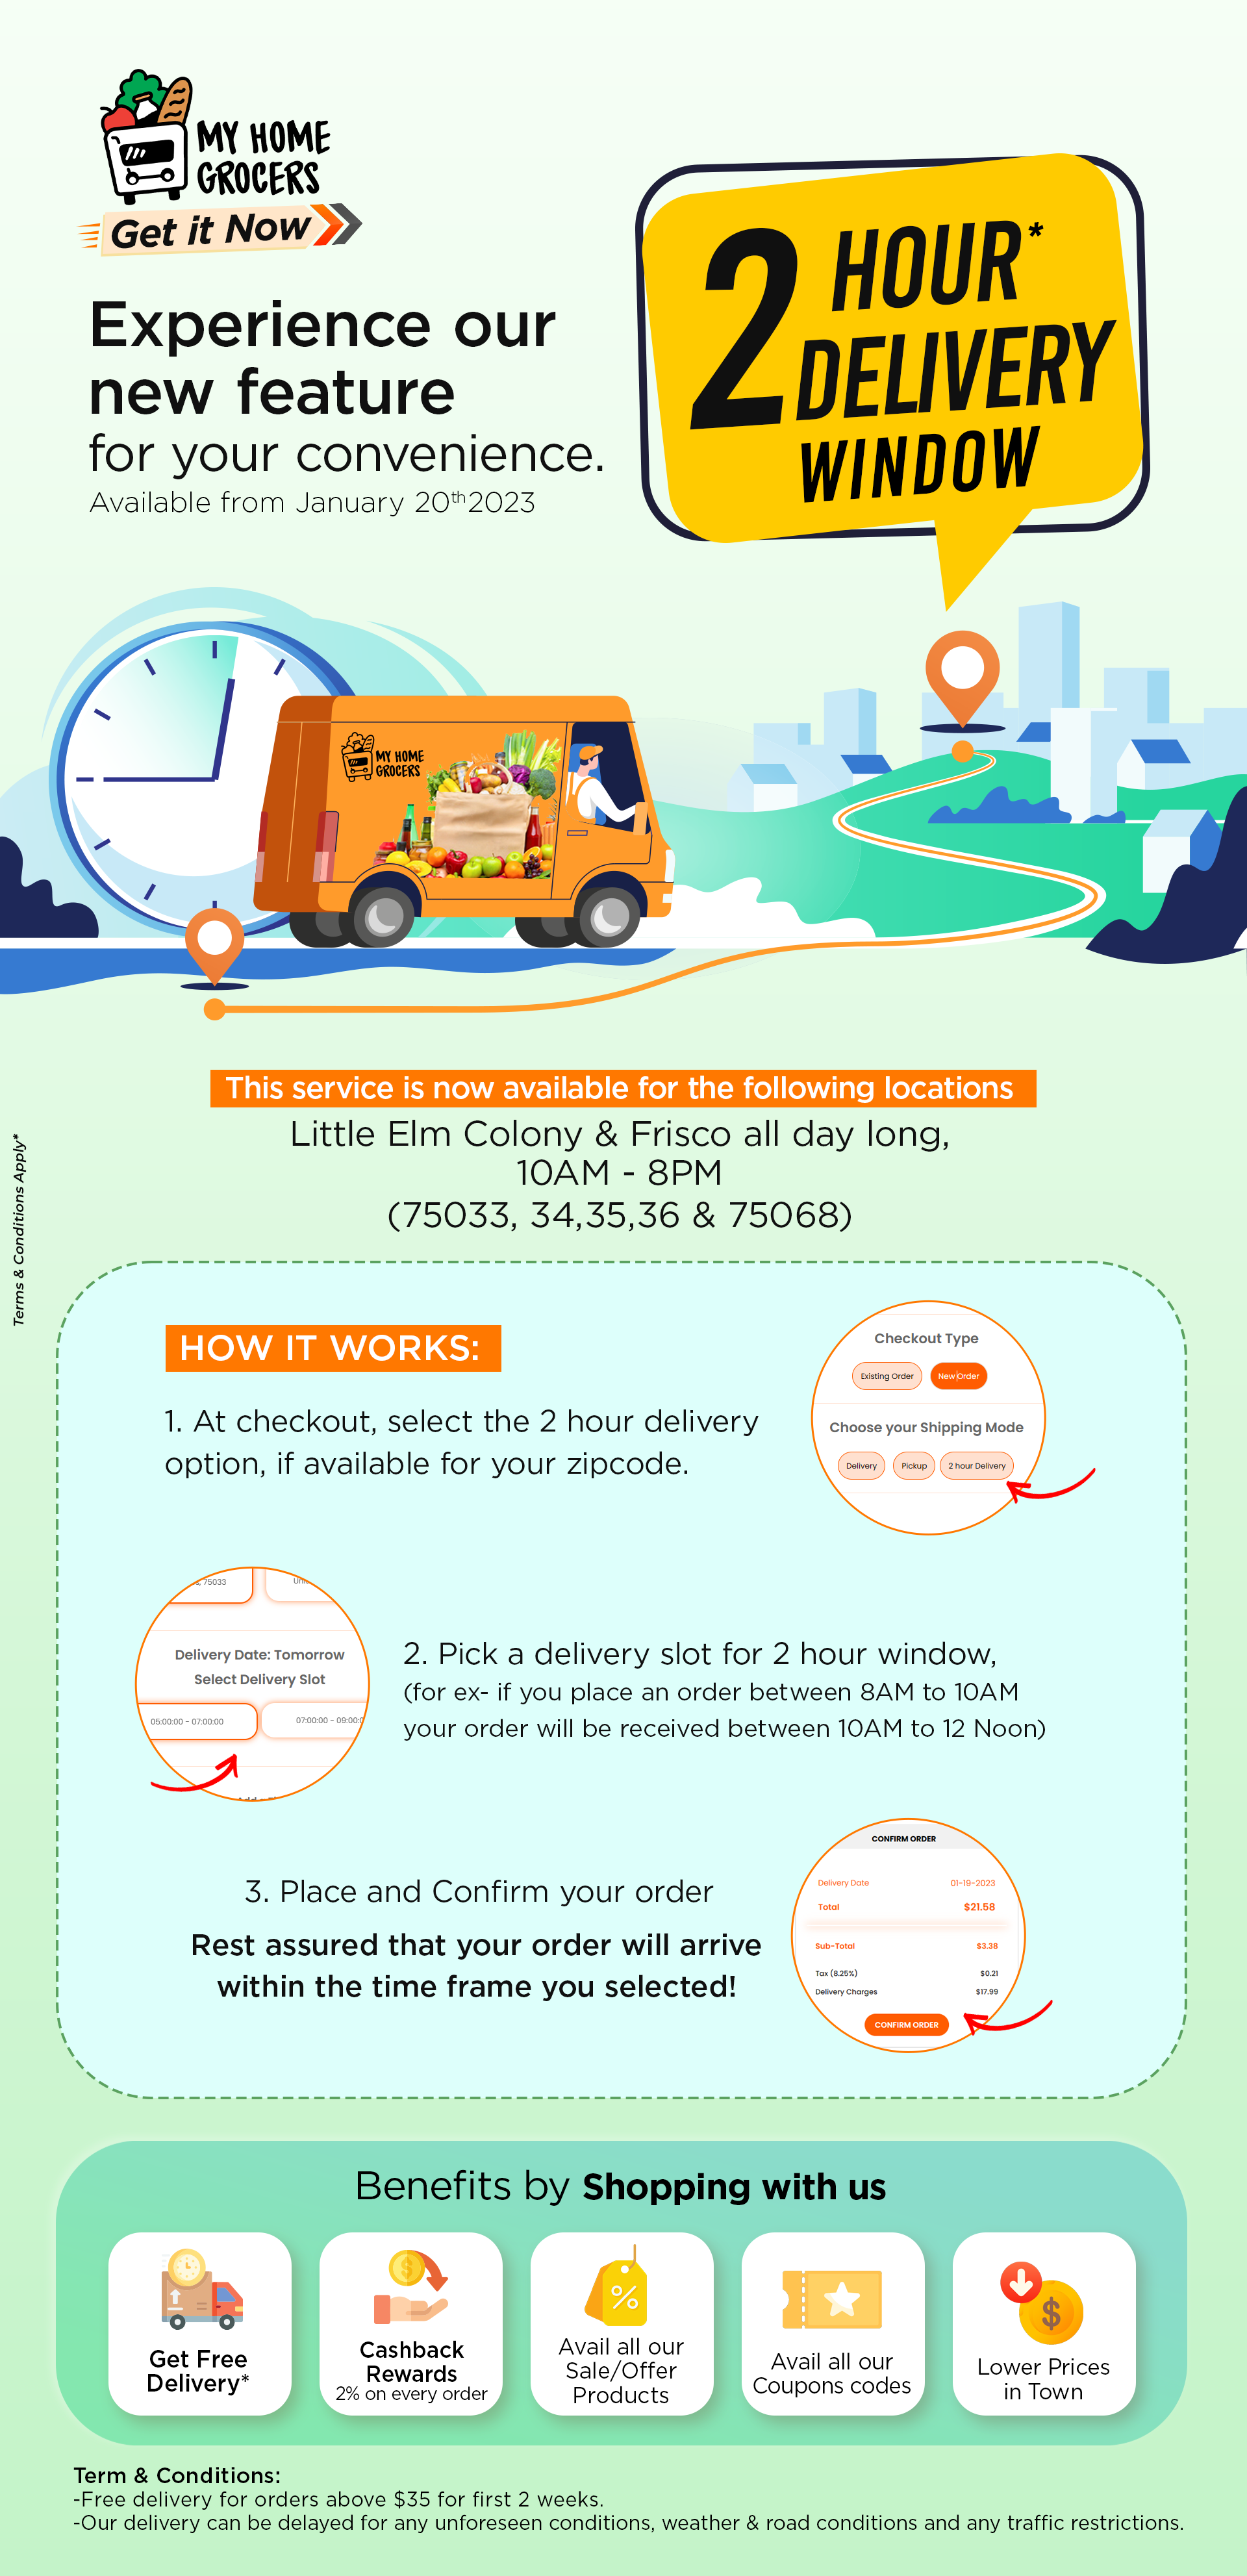 MY HOME
GROCERS
Get it Now
2 HOUR*
DELIVERY
WINDOW
Experience our
new feature
for your convenience.
Available from January 20th 2023
MY HOME
GROCERS
This service is now available for the following locations
Little Elm Colony & Frisco all day long,
10AM - 8PM
(75033, 34,35,36 & 75068)
Terms & Conditions Apply*
HOW IT WORKS:
1. At checkout, select the 2 hour delivery
option, if available for your zipcode.
Checkout Type
Existing Order New Order
Choose your Shipping Mode
Delivery Pickup 2 hour Delivery
75033
Delivery Date: Tomorrow
Select Delivery Slot
05:00:00 - 07:00:00 07:00:00 - 09:00:0
2. Pick a delivery slot for 2 hour window,
(for ex- if you place an order between 8AM to 10AM
your order will be received between 10AM to 12 Noon)
3. Place and Confirm your order
Rest assured that your order will arrive
within the time frame you selected!
CONFIRM ORDER
Delivery Date 01-19-2023
Total $21.58
Sub-Total $3.38
Tax (8.25%) $0.21
Delivery Charges $17.99
CONFIRM ORDER
Benefits by Shopping with us
Get Free
Delivery*
Cashback
Rewards
2% on every order
Avail all our
Sale/Offer
Products
Avail all our
Coupons codes
Lower Prices
in Town
Term & Conditions:
-Free delivery for orders above $35 for first 2 weeks.
-Our delivery can be delayed for any unforeseen conditions, weather & road conditions and any traffic restrictions.